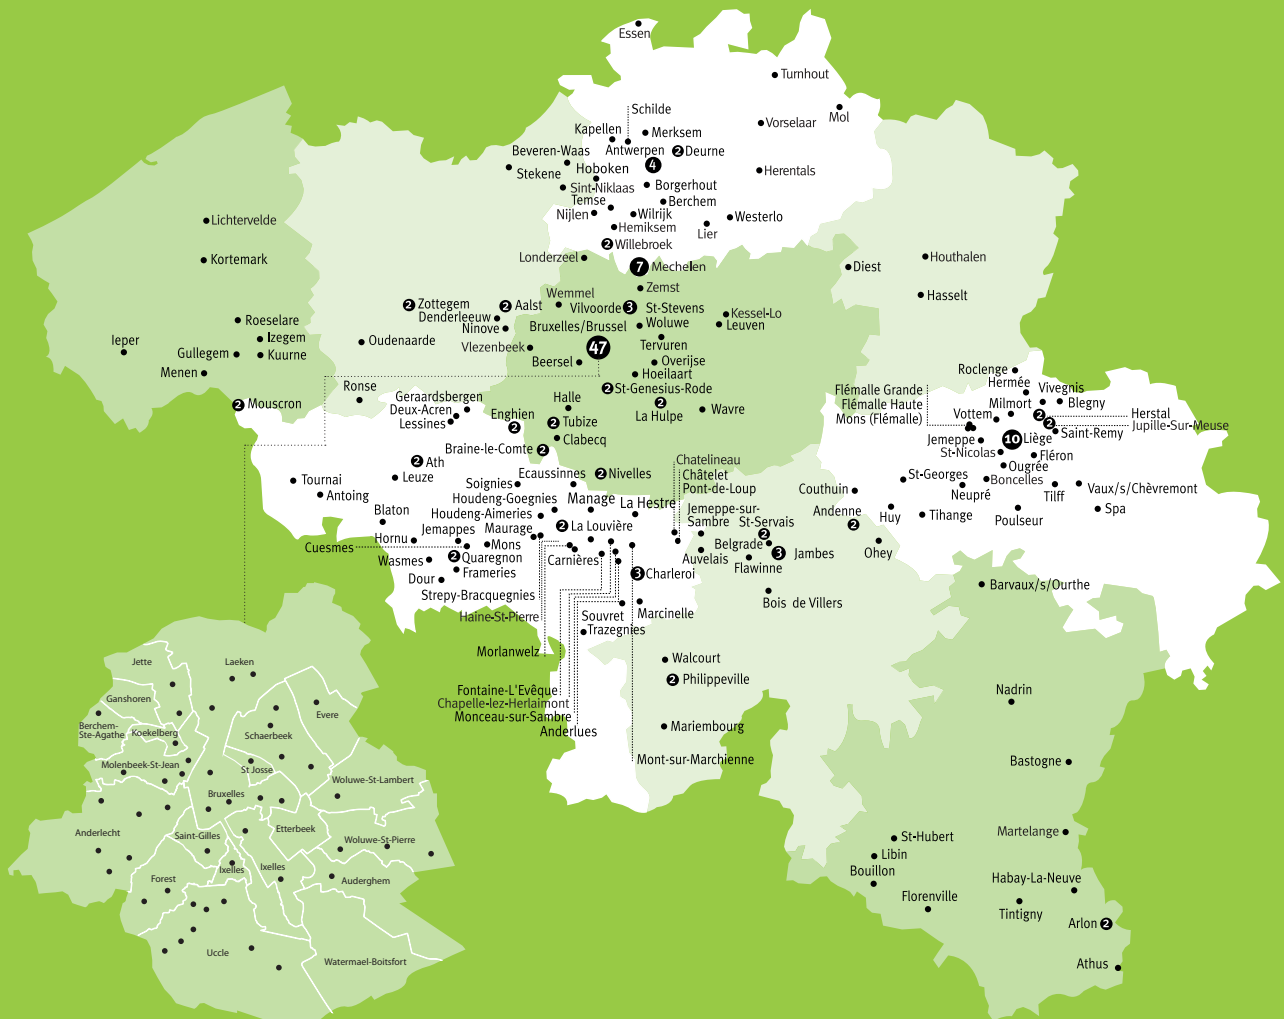 Essen
Turnhout
Schilde
Mol
Kapellen
Merksem
Vorselaar
Antwerpen
4
2 Deurne
Beveren-Waas
Stekene
Hoboken
Herentals
Sint-Niklaas
Borgerhout
Temse
Berchem
Nijlen
Wilrijk
Westerlo
Hemiksem
Lier
2 Willebroek
Lichtervelde
Kortemark
Londerzeel
7 Mechelen
Diest
Houthalen
Zemst
Hasselt
Wemmel
2 Zottegem
2 Aalst
Vilvoorde 3 St-Stevens
Kessel-Lo
Denderleeuw
Leuven
Ninove
Bruxelles/Brussel
47
Woluwe
Roeselare
Izegem
Ieper
Gullegem
Kuurne
Oudenaarde
Vlezenbeek
Tervuren
Menen
Beersel
Overijse
Hoeilaart
Roclenge
Ronse
2 St-Genesius-Rode
Hermée
Vivegnis
Flémalle Grande
Flémalle Haute
Mons (Flémalle)
Milmort
Blegny
2 Mouscron
Geraardsbergen
Deux-Acren
Lessines
Halle
2
La Hulpe
Wavre
Vottem
2
2
Herstal
Jupille-Sur-Meuse
Enghien
2
2 Tubize
Clabecq
Jemeppe
10 Liège
Saint-Remy
Braine-le-Comte 2
St-Nicolas
Fléron
2 Ath
Chatelineau
Ougrée
Tournai
Leuze
Ecaussinnes
2 Nivelles
Châtelet
Pont-de-Loup
St-Georges
Boncelles
Antoing
Soignies
Couthuin
Neupré
Tilff
Vaux/s/Chèvremont
Houdeng-Goegnies
Manage
La Hestre
Blaton
Houdeng-Aimeries
Jemeppe-sur-
Sambre
St-Servais
2
Andenne
2
Huy
Tihange
Poulseur
Spa
Jemappes
Maurage
2 La Louvière
Hornu
Belgrade
Cuesmes
Mons
Carnières
Auvelais
Flawinne
3 Jambes
Ohey
Wasmes
2 Quaregnon
Dour
Frameries
3 Charleroi
Barvaux/s/Ourthe
Strepy-Bracquegnies
Bois de Villers
Haine-St-Pierre
Souvret
Marcinelle
Trazegnies
Morlanwelz
Walcourt
Fontaine-L'Evêque
2 Philippeville
Chapelle-lez-Herlaimont
Monceau-sur-Sambre
Anderlues
Mariembourg
Mont-sur-Marchienne
Nadrin
Bastogne
Martelange
St-Hubert
Libin
Bouillon
Habay-La-Neuve
Florenville
Tintigny
Arlon 2
Athus
Jette
Laeken
Ganshoren
Berchem-
Ste-Agathe
Koekelberg
Evere
Schaerbeek
Molenbeek-St-Jean
St Josse
Woluwe-St-Lambert
Bruxelles
Anderlecht
Saint-Gilles
Etterbeek
Woluwe-St-Pierre
Ixelles
Ixelles
Forest
Auderghem
Uccle
Watermael-Boitsfort